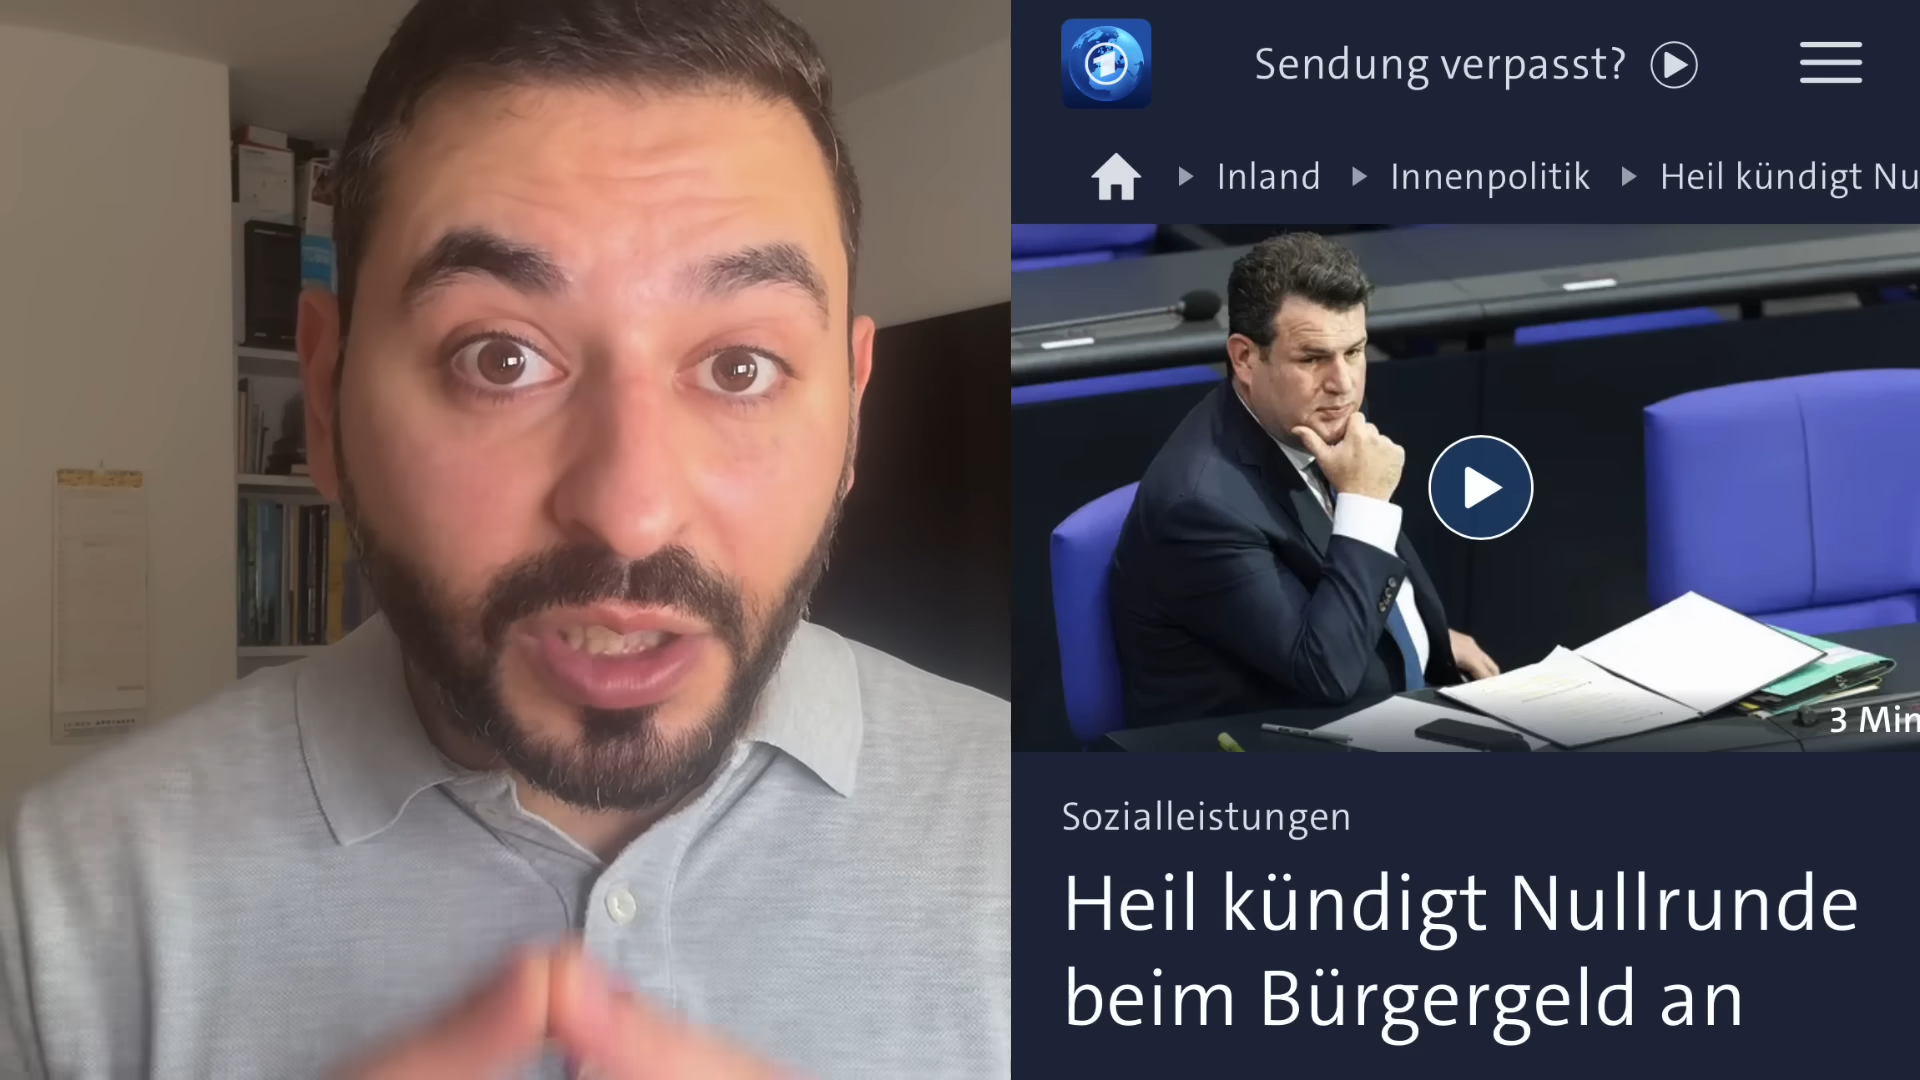 Sendung verpasst?
Inland
Innenpolitik
Heil kündigt Nu
3 Min
Sozialleistungen
Heil kündigt Nullrunde
beim Bürgergeld an